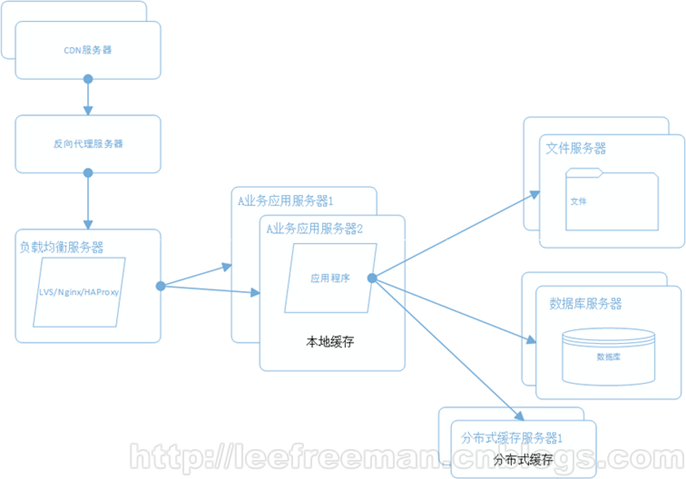 CDN服务器
反向代理服务器
负载均衡服务器
LVS/Nginx/HAProxy
A业务应用服务器1
A业务应用服务器2
应用程序
本地缓存
文件服务器
文件
数据库服务器
数据库
分布式缓存服务器1
分布式缓存
http://leefreeman.cnblogs.com